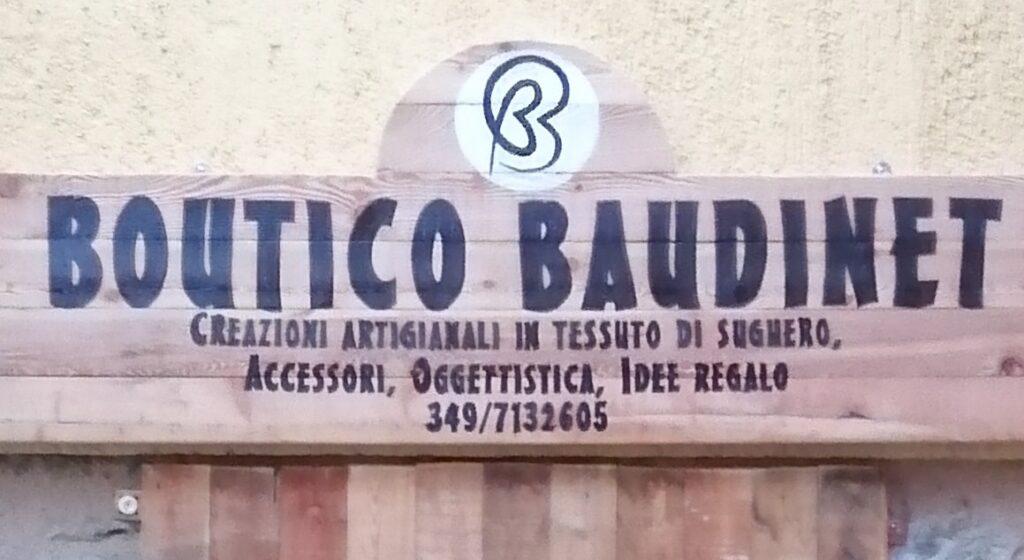 B
BOUTICO BAUDINET
CREAZIONI ARTIGIANALI IN TESSUTO DI SUGHERO,
ACCESSORI, OGGETTISTICA, IDEE REGALO
349/7132605